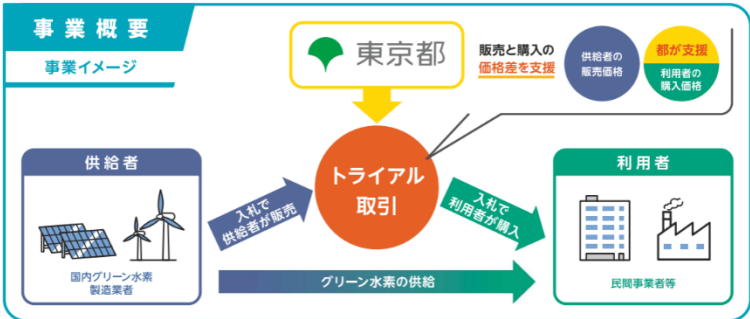 事業概要
事業イメージ
東京都
販売と購入の
価格差を支援
供給者の
販売価格
都が支援
利用者の
購入価格
供給者
国内グリーン水素
製造業者
入札で
供給者が販売
トライアル
取引
入札で
利用者が購入
利用者
民間事業者等
グリーン水素の供給